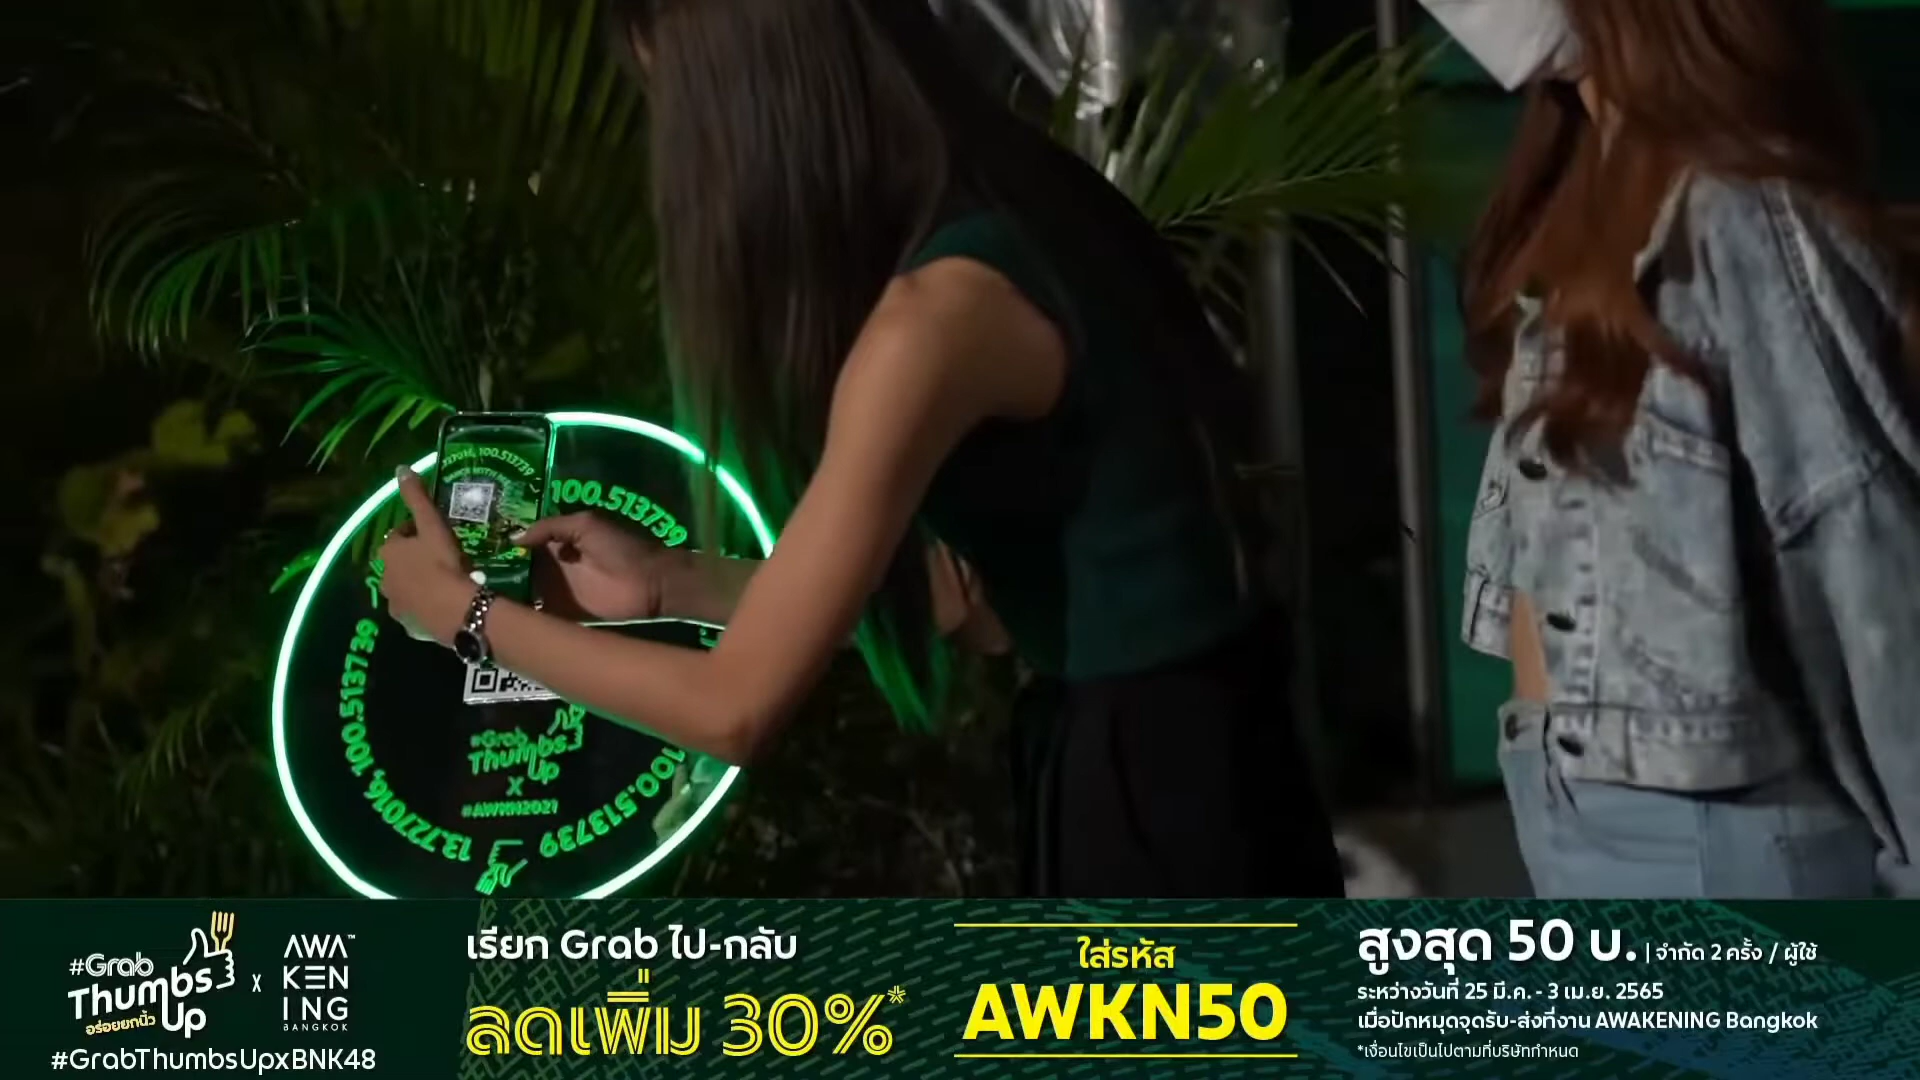 100.513739
100.513739
13.727016, 100.513739
100.513739
#Grab
Thumbs
Up
X
#AWKN2021
#Grab
Thumbs
Up
อร่อยยกนิ้ว
x
AWA™
KEN
ING
BANGKOK
#GrabThumbsUpxBNK48
เรียก Grab ไป-กลับ
ลดเพิ่ม 30%*
ใส่รหัส
AWKN50
สูงสุด 50 บ. | จำกัด 2 ครั้ง / ผู้ใช้
ระหว่างวันที่ 25 มี.ค. - 3 เม.ย. 2565
เมื่อปักหมุดจุดรับ-ส่งที่งาน AWAKENING Bangkok
*เงื่อนไขเป็นไปตามที่บริษัทกำหนด